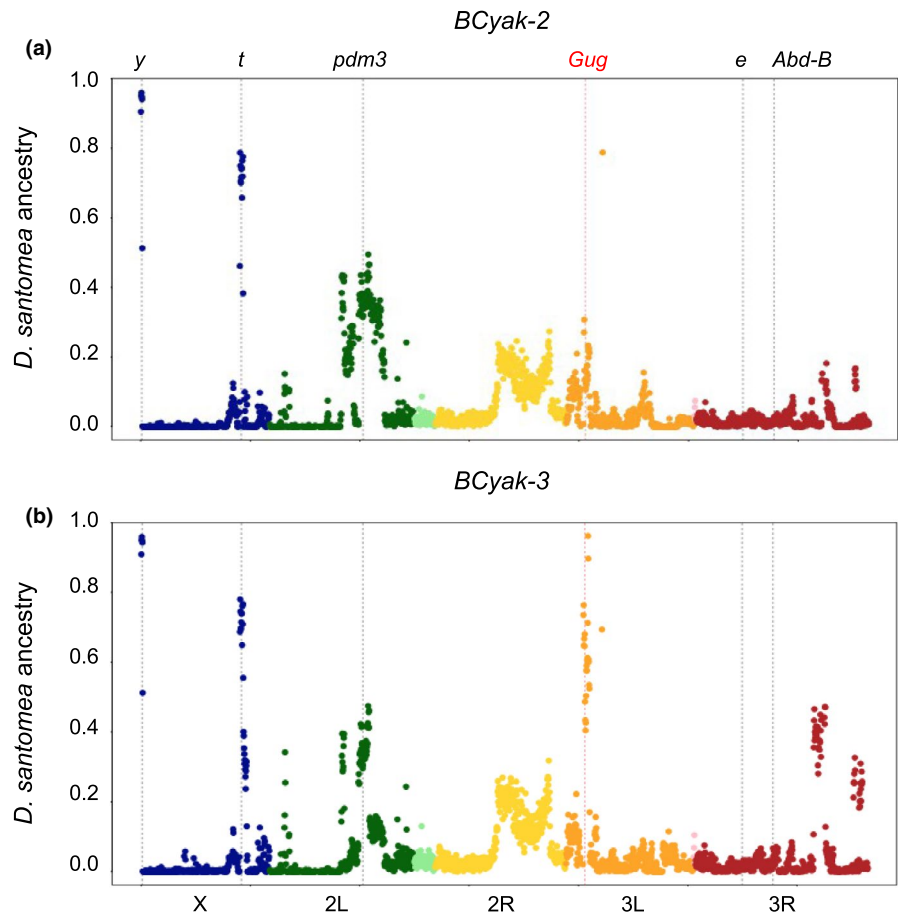 BCyak-2
(a)
y t pdm3 Gug e Abd-B
1.0
0.8
0.6
0.4
0.2
0.0
D. santomea ancestry
BCyak-3
(b)
1.0
0.8
0.6
0.4
0.2
0.0
D. santomea ancestry
X 2L 2R 3L 3R